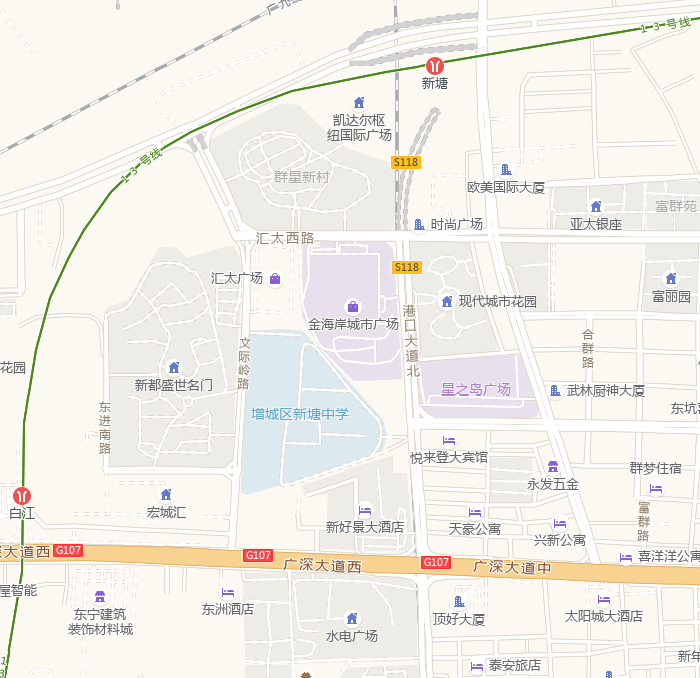 广九线
1-3-号线
新塘
凯达尔枢
纽国际广场
S118
1-3-号线
群星新村
欧美国际大厦
富群苑
亚太银座
时尚广场
汇太西路
S118
汇太广场
富丽园
现代城市花园
金海岸城市广场
港口大道北
文际岭路
合群路
花园
新都盛世名门
星之岛广场
武林厨神大厦
增城区新塘中学
东进南路
东坑
悦来登大宾馆
群梦住宿
永发五金
白江
宏城汇
新好景大酒店
天豪公寓
富群路
兴新公寓
深大道西
G107
G107
广深大道西
G107
广深大道中
喜洋洋公寓
屋智能
东宁建筑
装饰材料城
东洲酒店
水电广场
顶好大厦
太阳城大酒店
新年
泰安旅店
1
3